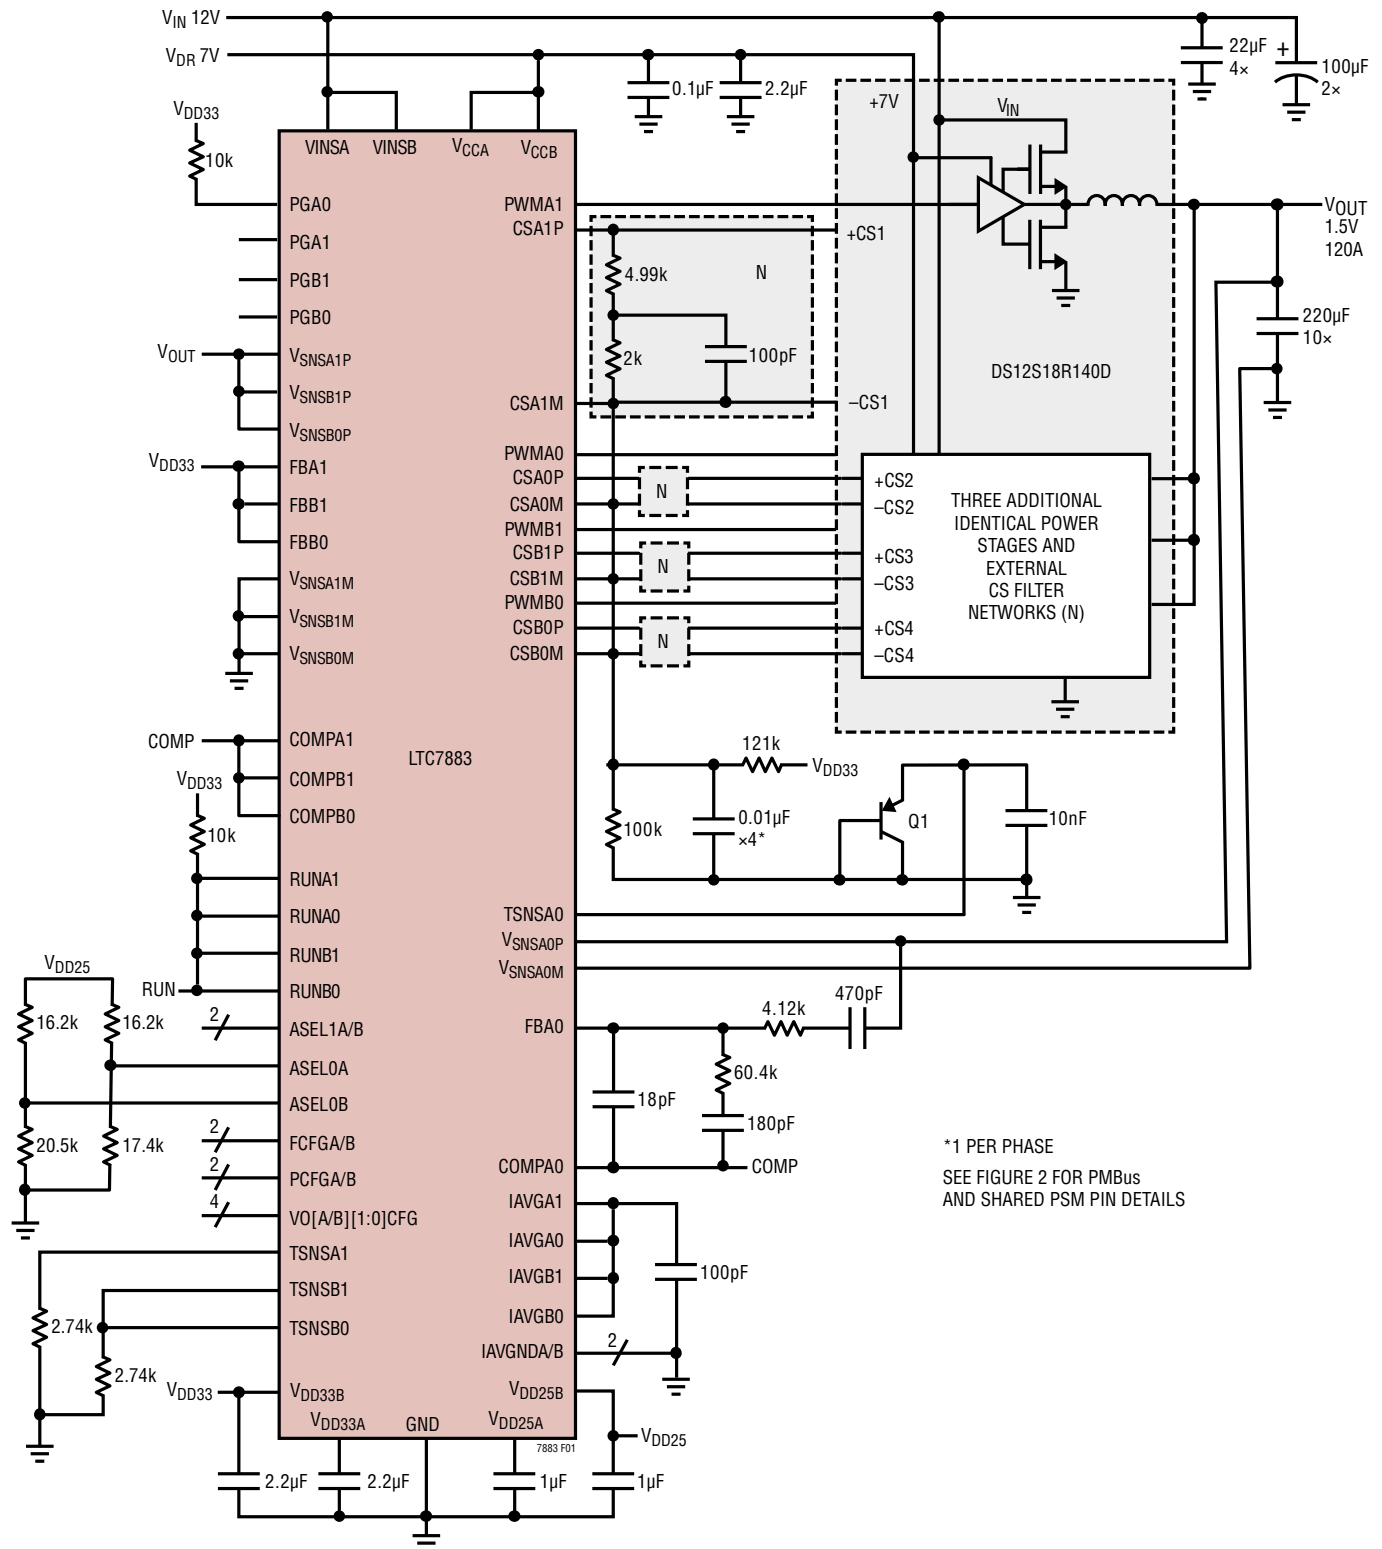 VIN 12V
VDR 7V
22µF
4×
+
100µF
2×
0.1µF
2.2µF
VDD33
10k
VINSA
VINSB
VCCA
VCCB
+7V
VIN
PGA0
PGA1
PGB1
PGB0
VOUT
VSNSA1P
VSNSB1P
VSNSB0P
VDD33
FBA1
FBB1
FBB0
VSNSA1M
VSNSB1M
VSNSB0M
COMP
COMPA1
COMPB1
COMPB0
VDD33
10k
RUNA1
RUNA0
RUNB1
RUN
RUNB0
VDD25
16.2k
16.2k
2
ASEL1A/B
ASEL0A
ASEL0B
20.5k
17.4k
2
FCFGA/B
2
PCFGA/B
4
VO[A/B][1:0]CFG
TSNSA1
TSNSB1
TSNSB0
2.74k
2.74k
VDD33
VDD33B
VDD33A
GND
VDD25A
VDD25B
7883 F01
2.2µF
2.2µF
1µF
1µF
VDD25
LTC7883
PWMA1
CSA1P
4.99k
N
2k
100pF
CSA1M
+CS1
–CS1
DS12S18R140D
VOUT
1.5V
120A
220µF
10×
PWMA0
CSA0P
CSA0M
PWMB1
CSB1P
CSB1M
PWMB0
CSB0P
CSB0M
N
N
N
+CS2
–CS2
+CS3
–CS3
+CS4
–CS4
THREE ADDITIONAL
IDENTICAL POWER
STAGES AND
EXTERNAL
CS FILTER
NETWORKS (N)
121k
VDD33
100k
0.01µF
×4*
Q1
10nF
TSNSA0
VSNSA0P
VSNSA0M
FBA0
4.12k
470pF
18pF
60.4k
180pF
COMPA0
COMP
IAVGA1
IAVGA0
IAVGB1
IAVGB0
100pF
IAVGNDA/B
2
*1 PER PHASE
SEE FIGURE 2 FOR PMBus
AND SHARED PSM PIN DETAILS